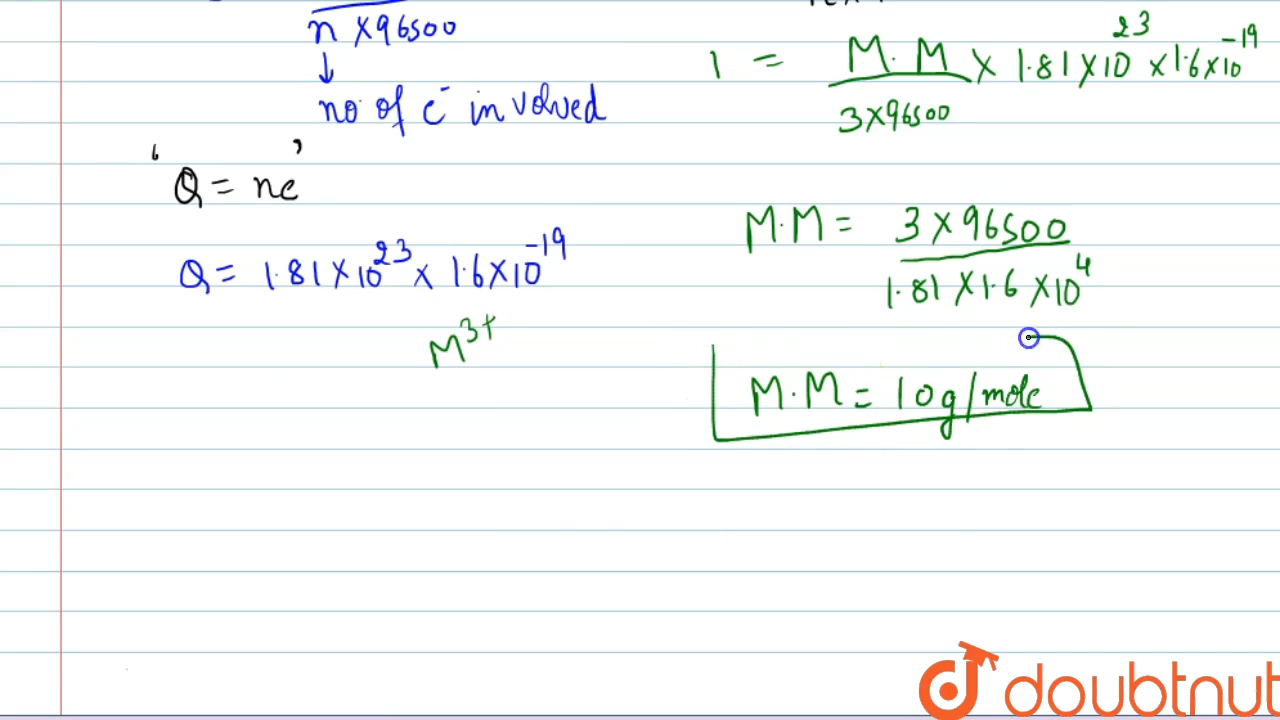 n × 96500
↓
no. of e⁻ involved
' Q = ne '
Q = 1.81 × 10²³ × 1.6 × 10⁻¹⁹
M³⁺
1 = M.M / 3×96500 × 1.81 × 10²³ × 1.6 × 10⁻¹⁹
M.M = 3 × 96500 / 1.81 × 1.6 × 10⁴
M.M = 10 g/mole
doubtnut